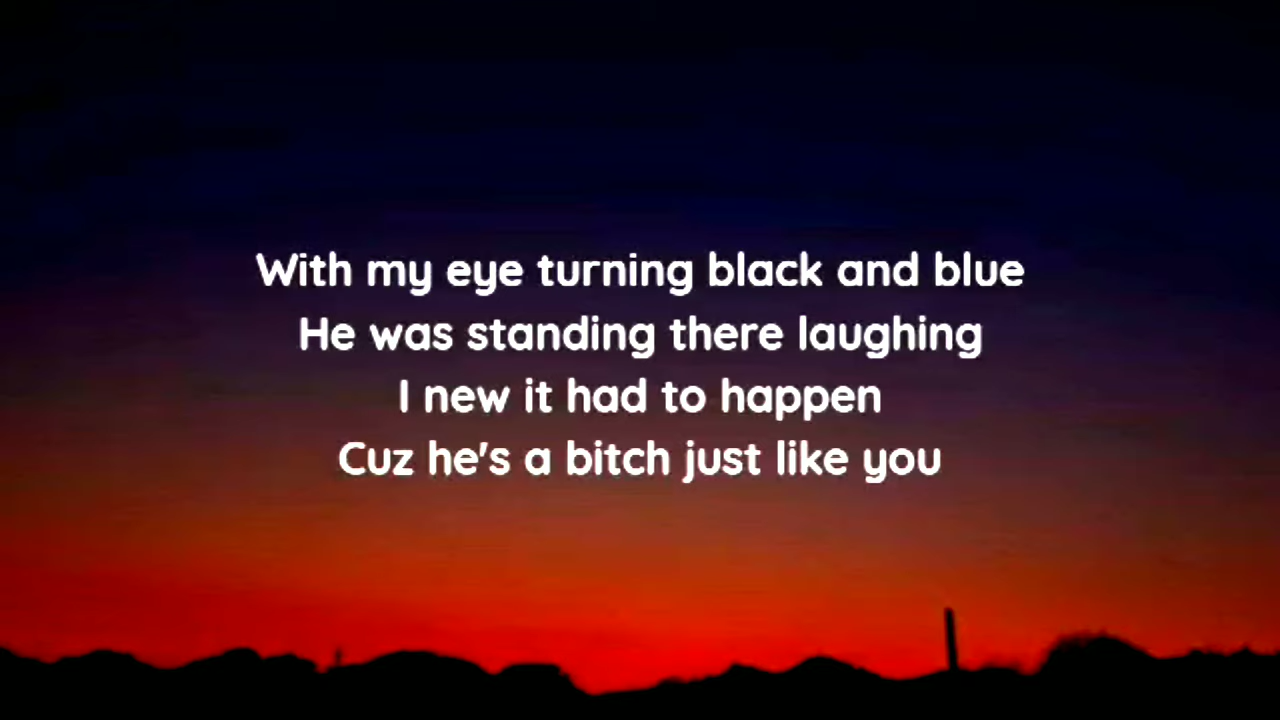 With my eye turning black and blue
He was standing there laughing
I new it had to happen
Cuz he's a bitch just like you